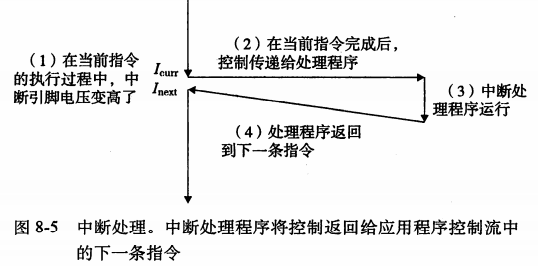 （1）在当前指令
的执行过程中，中
断引脚电压变高了
Icurr
Inext
（2）在当前指令完成后，
控制传递给处理程序
（3）中断处
理程序运行
（4）处理程序返回
到下一条指令
图 8-5 中断处理。中断处理程序将控制返回给应用程序控制流中
的下一条指令